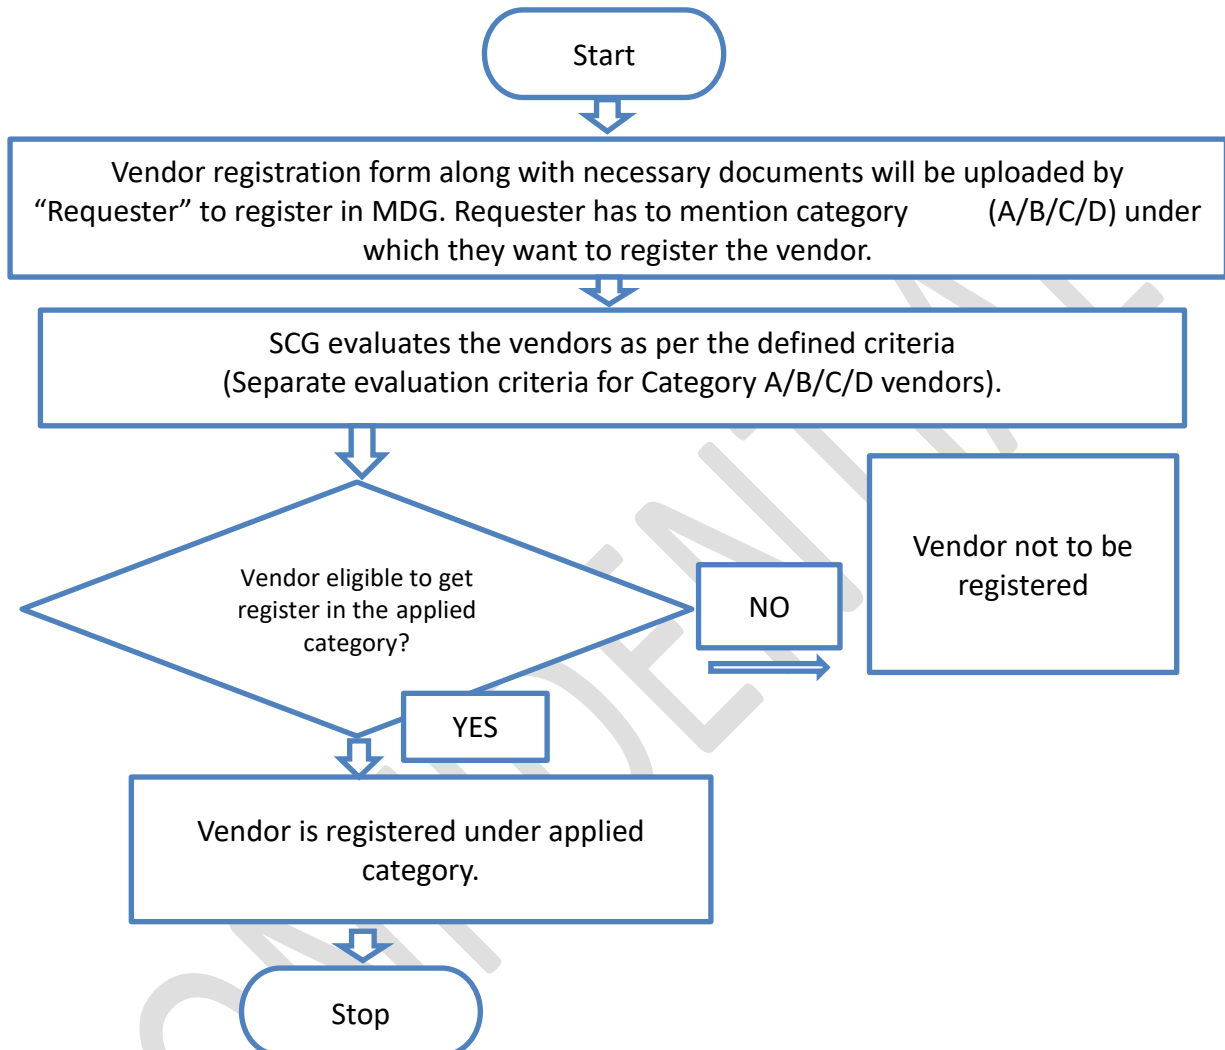 Start
Vendor registration form along with necessary documents will be uploaded by
“Requester” to register in MDG. Requester has to mention category (A/B/C/D) under
which they want to register the vendor.
SCG evaluates the vendors as per the defined criteria
(Separate evaluation criteria for Category A/B/C/D vendors).
Vendor eligible to get
register in the applied
category?
NO
Vendor not to be
registered
YES
Vendor is registered under applied
category.
Stop
CONFIDENTIAL